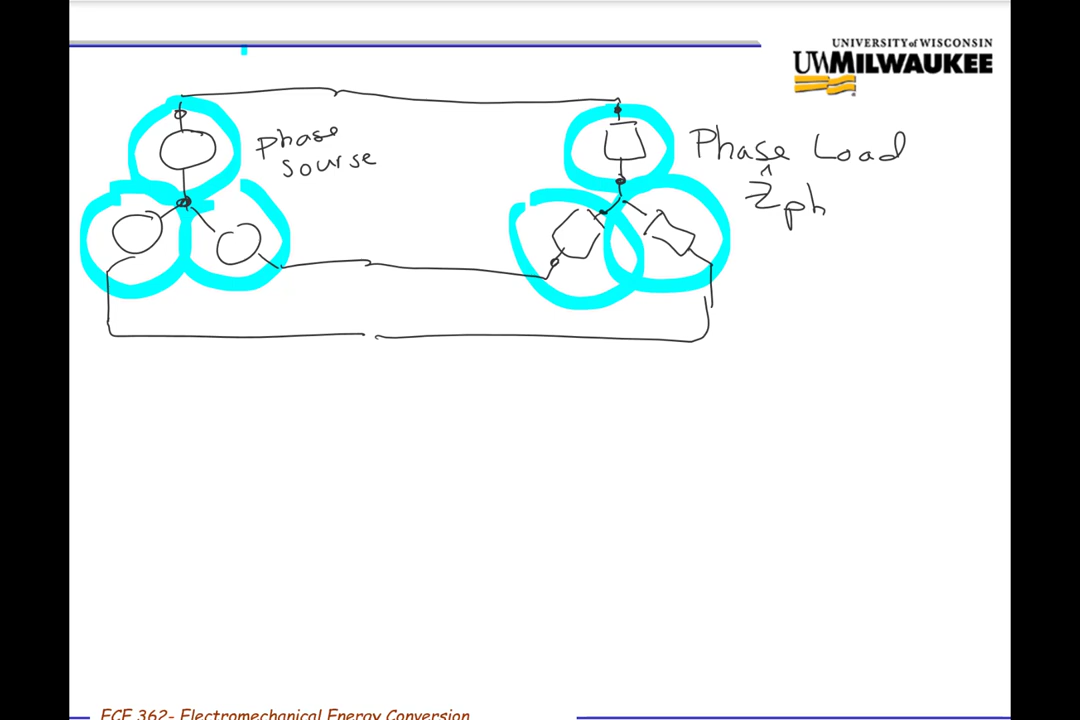 UNIVERSITY of WISCONSIN
UWMILWAUKEE
Phase
Sourse
Phase Load
Ẑph
ECE 362- Electromechanical Energy Conversion